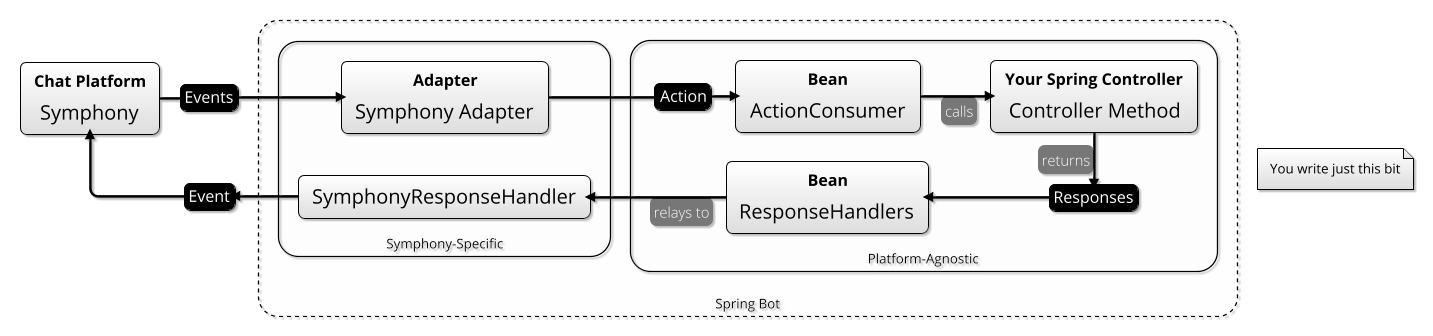 Chat Platform
Symphony
Events
Adapter
Symphony Adapter
Action
Bean
ActionConsumer
calls
Your Spring Controller
Controller Method
returns
Responses
Bean
ResponseHandlers
relays to
SymphonyResponseHandler
Event
Symphony-Specific
Platform-Agnostic
Spring Bot
You write just this bit